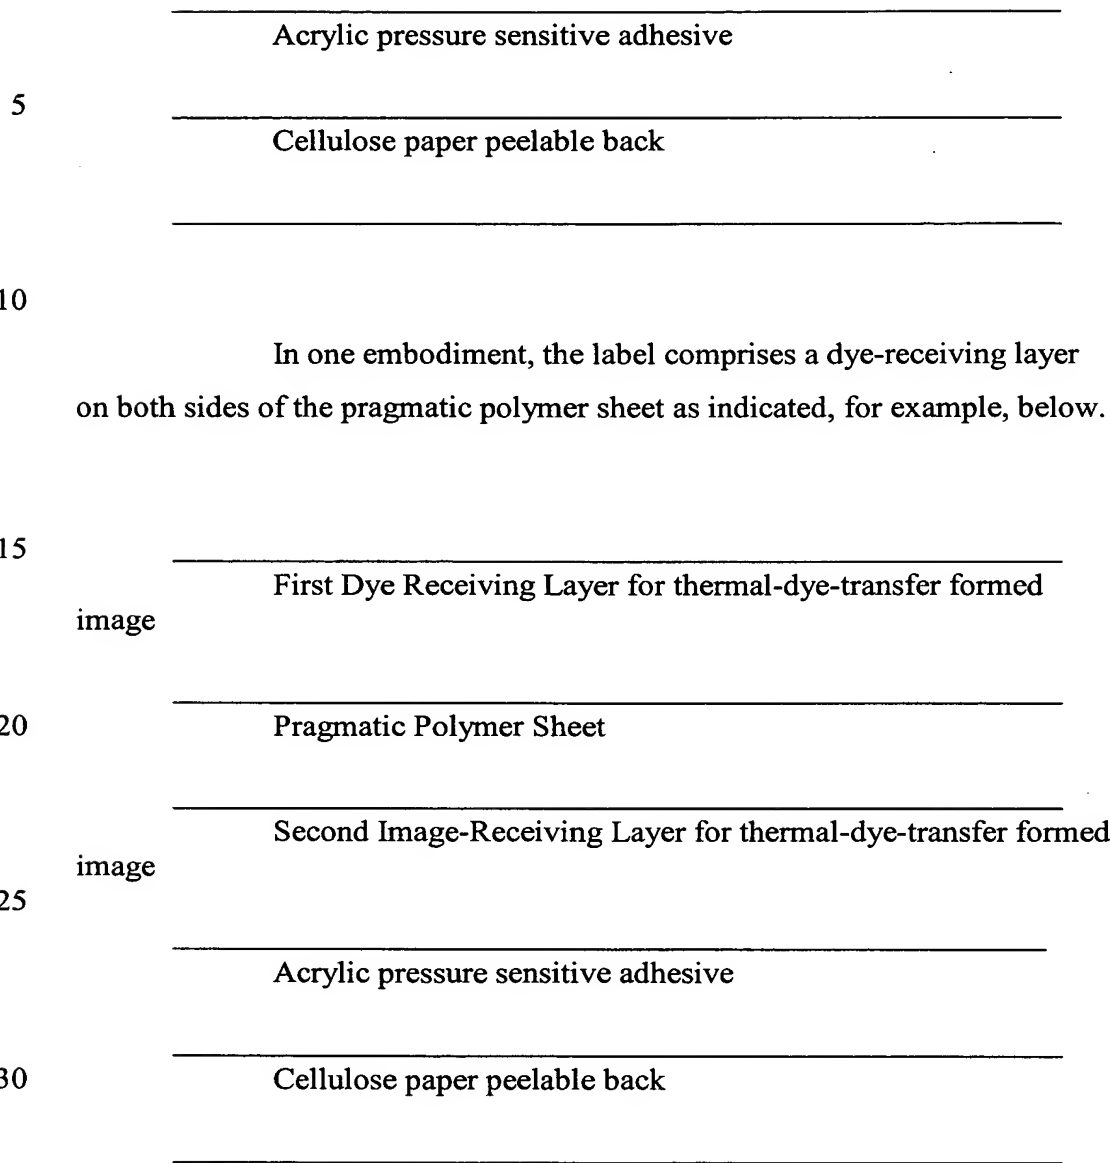 Acrylic pressure sensitive adhesive
5
Cellulose paper peelable back
10
In one embodiment, the label comprises a dye-receiving layer
on both sides of the pragmatic polymer sheet as indicated, for example, below.
15
First Dye Receiving Layer for thermal-dye-transfer formed
image
20 Pragmatic Polymer Sheet
Second Image-Receiving Layer for thermal-dye-transfer formed
image
25
Acrylic pressure sensitive adhesive
30 Cellulose paper peelable back